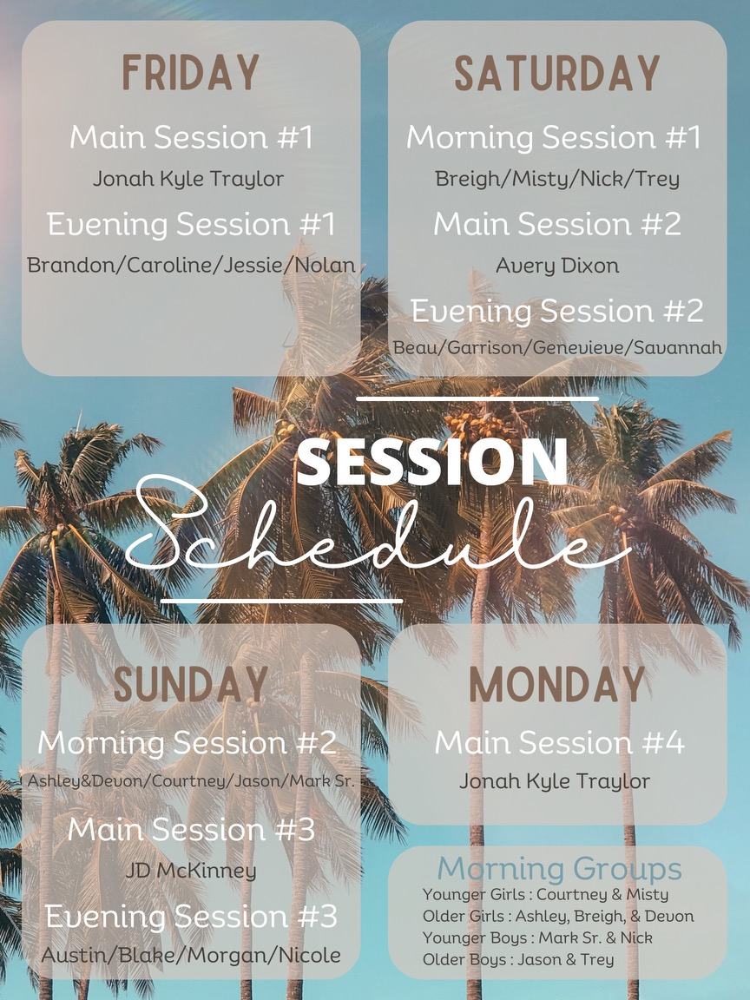 FRIDAY
Main Session #1
Jonah Kyle Traylor
Evening Session #1
Brandon/Caroline/Jessie/Nolan
SATURDAY
Morning Session #1
Breigh/Misty/Nick/Trey
Main Session #2
Avery Dixon
Evening Session #2
Beau/Garrison/Genevieve/Savannah
SESSION
Schedule
SUNDAY
Morning Session #2
Ashley&Devon/Courtney/Jason/Mark Sr.
Main Session #3
JD McKinney
Evening Session #3
Austin/Blake/Morgan/Nicole
MONDAY
Main Session #4
Jonah Kyle Traylor
Morning Groups
Younger Girls : Courtney & Misty
Older Girls : Ashley, Breigh, & Devon
Younger Boys : Mark Sr. & Nick
Older Boys : Jason & Trey